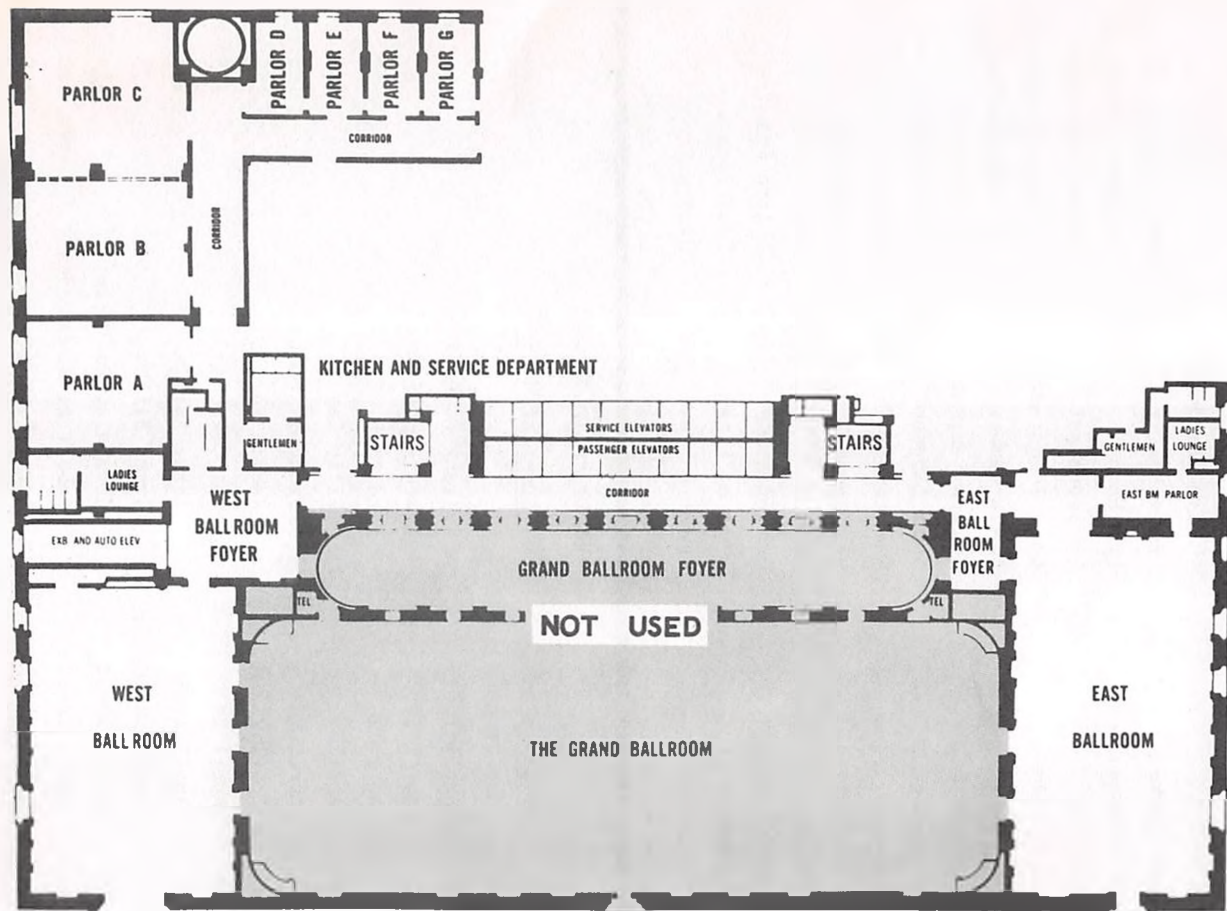 PARLOR C
PARLOR D
PARLOR E
PARLOR F
PARLOR G
CORRIDOR
CORRIDOR
PARLOR B
PARLOR A
KITCHEN AND SERVICE DEPARTMENT
GENTLEMEN
STAIRS
SERVICE ELEVATORS
PASSENGER ELEVATORS
STAIRS
GENTLEMEN
LADIES
LOUNGE
LADIES
LOUNGE
WEST
BALLROOM
FOYER
CORRIDOR
EAST
BALL
ROOM
FOYER
EAST BM PARLOR
EXB AND AUTO ELEV
GRAND BALLROOM FOYER
TEL
TEL
NOT USED
WEST
BALLROOM
THE GRAND BALLROOM
EAST
BALLROOM